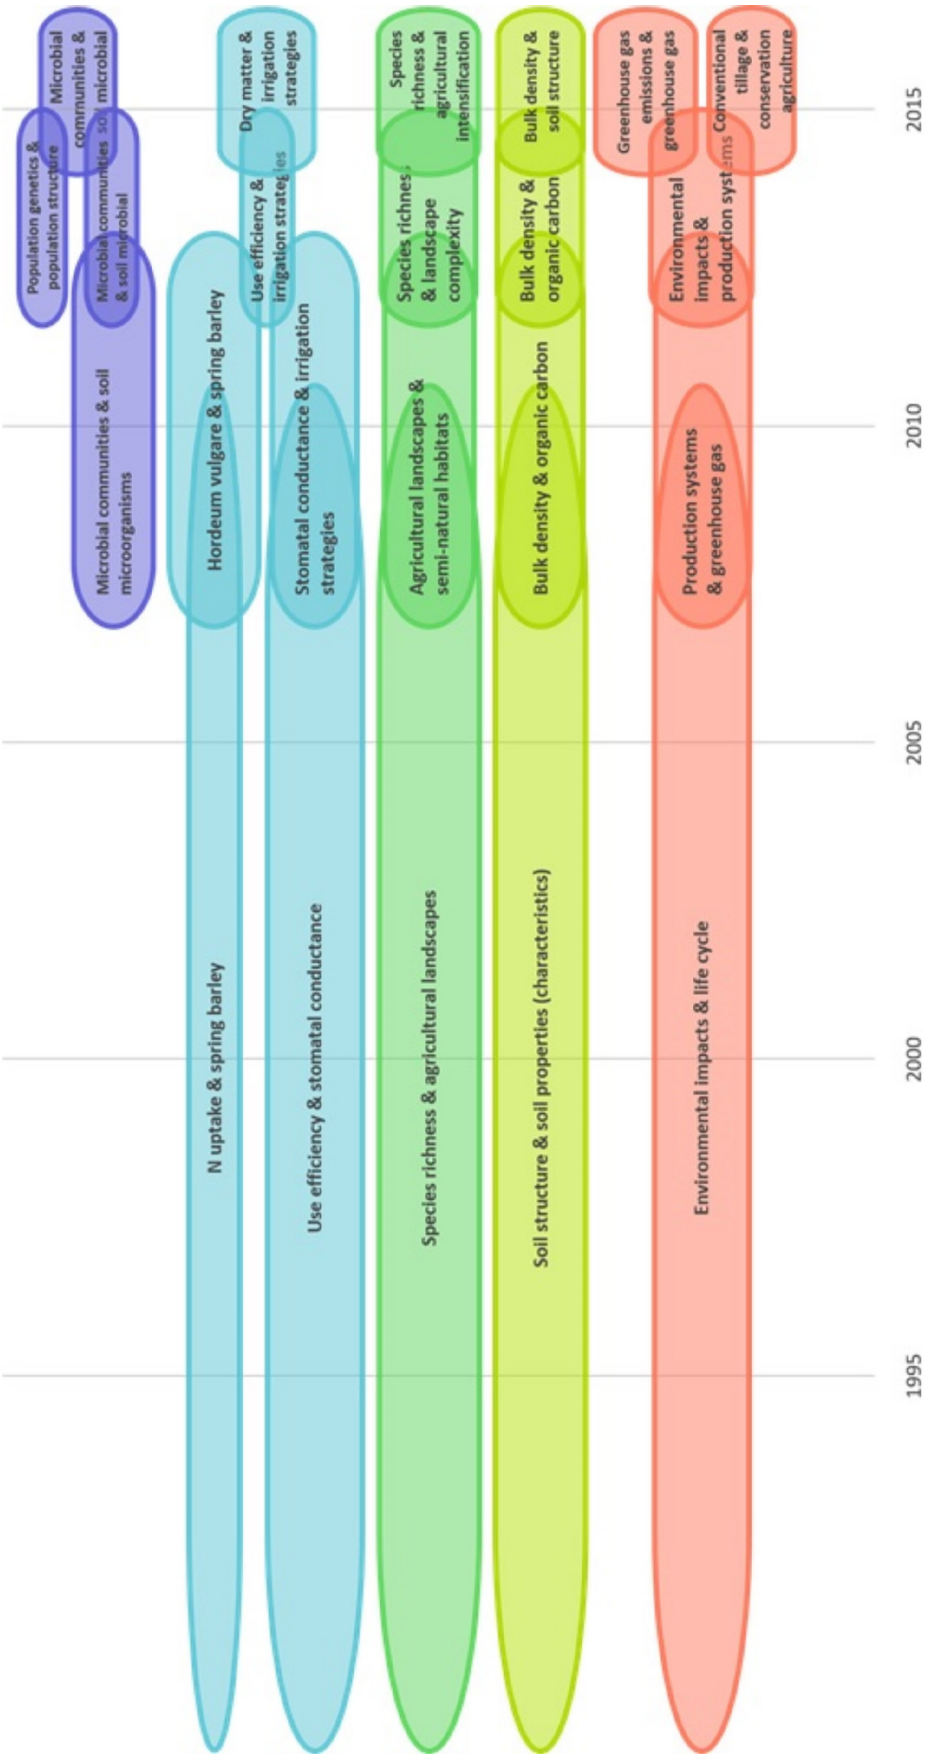 Microbial
communities &
soil microbial
Population genetics &
population structure
Microbial communities
& soil microbial
Microbial communities & soil
microorganisms
Dry matter &
irrigation
strategies
Use efficiency &
irrigation strategies
Hordeum vulgare & spring barley
Stomatal conductance & irrigation
strategies
N uptake & spring barley
Use efficiency & stomatal conductance
Species
richness &
agricultural
intensification
Species richness
& landscape
complexity
Agricultural landscapes &
semi-natural habitats
Species richness & agricultural landscapes
Bulk density &
soil structure
Bulk density &
organic carbon
Bulk density & organic carbon
Soil structure & soil properties (characteristics)
Greenhouse gas
emissions &
greenhouse gas
Conventional
tillage &
conservation
agriculture
Environmental
impacts &
production systems
Production systems
& greenhouse gas
Environmental impacts & life cycle
1995
2000
2005
2010
2015